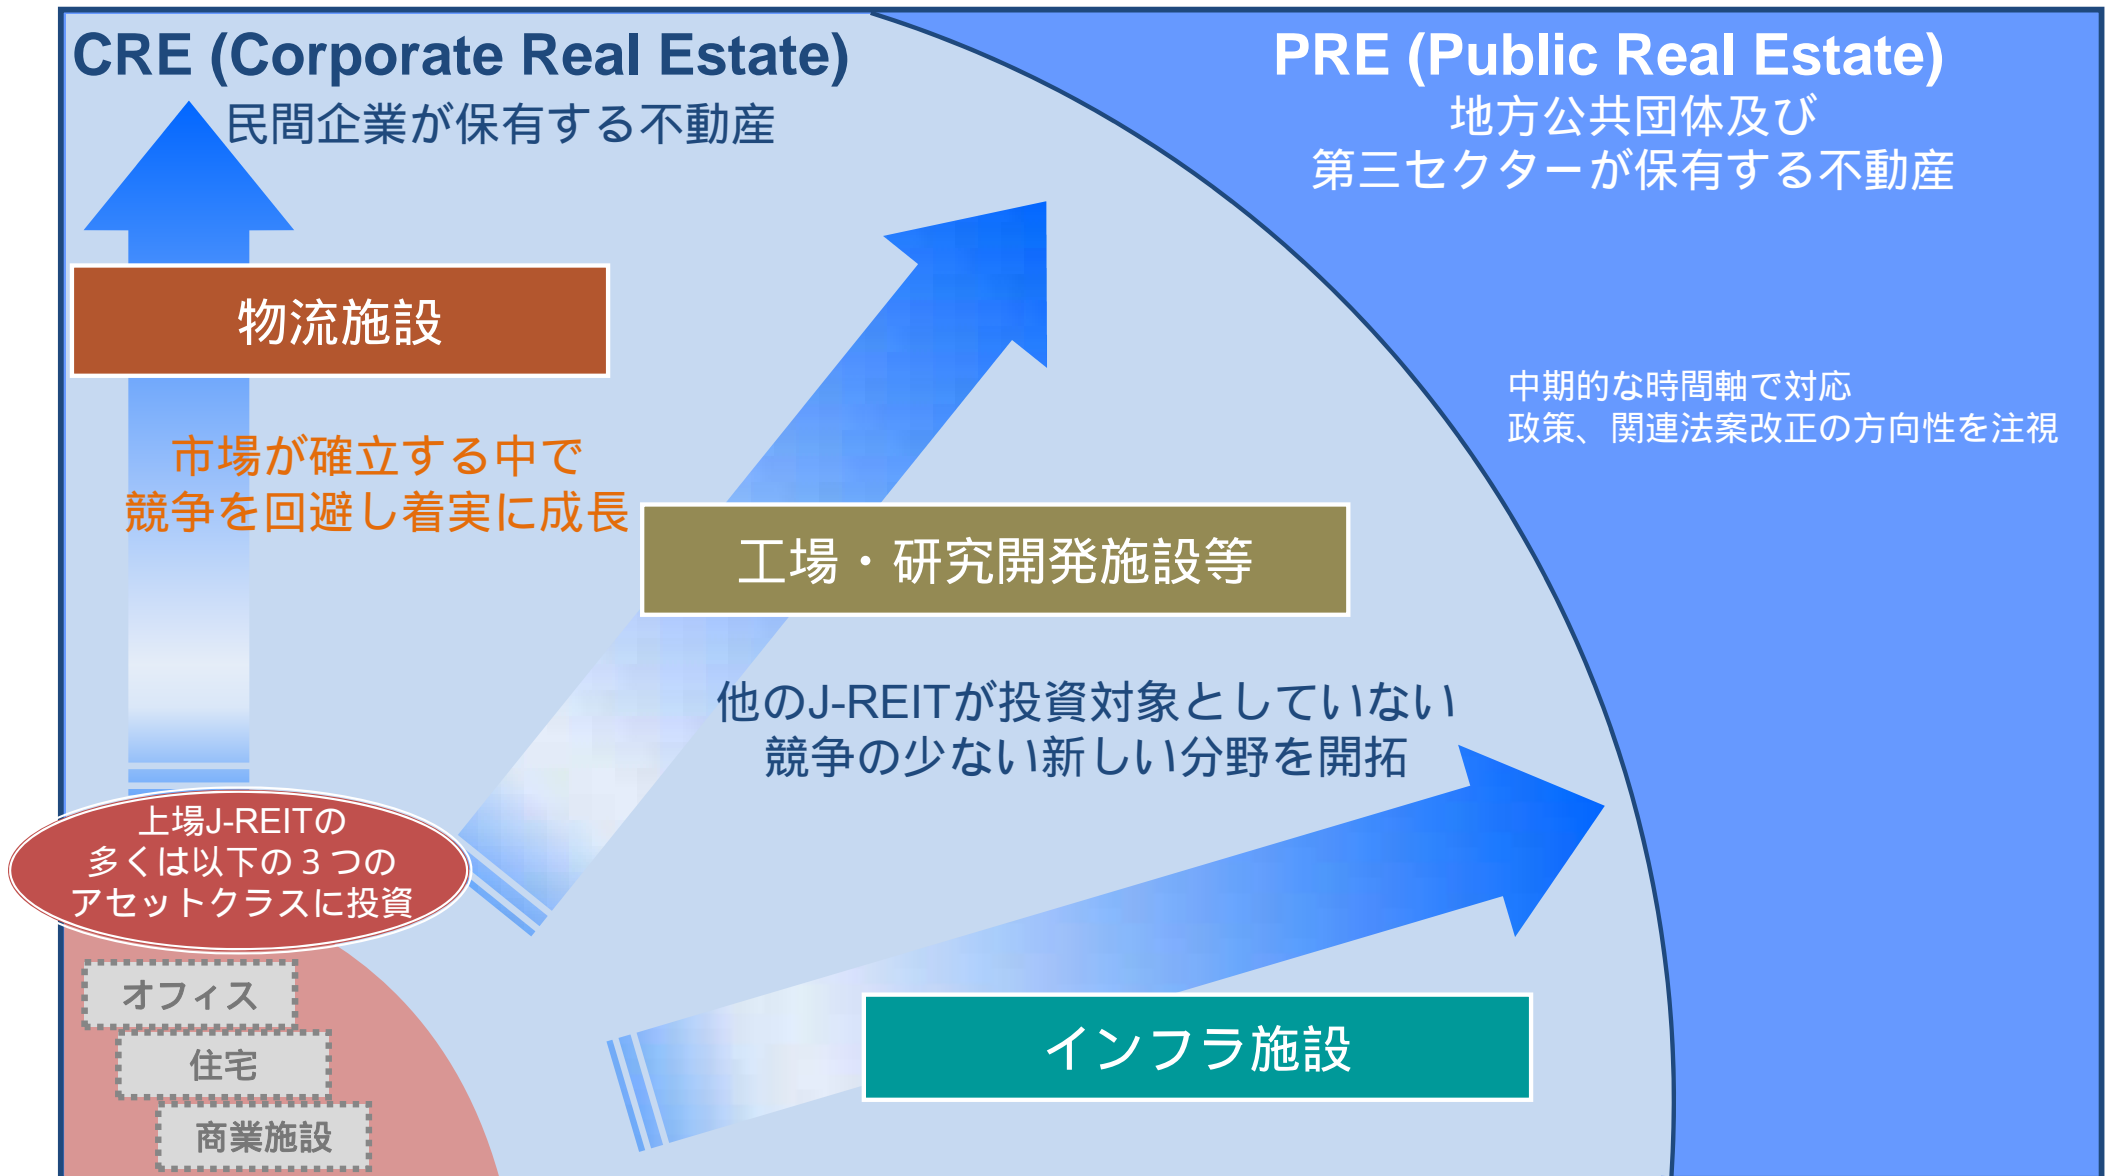 CRE (Corporate Real Estate)
民間企業が保有する不動産
PRE (Public Real Estate)
地方公共団体及び
第三セクターが保有する不動産
物流施設
市場が確立する中で
競争を回避し着実に成長
中期的な時間軸で対応
政策、関連法案改正の方向性を注視
工場・研究開発施設等
他のJ-REITが投資対象としていない
競争の少ない新しい分野を開拓
上場J-REITの
多くは以下の３つの
アセットクラスに投資
オフィス
住宅
商業施設
インフラ施設